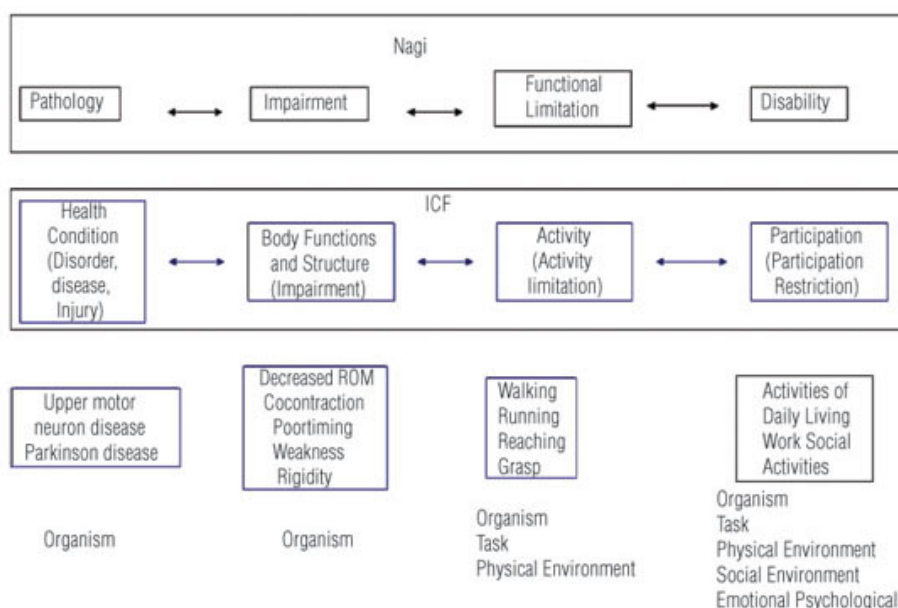 Nagi
Pathology
Impairment
Functional
Limitation
Disability
ICF
Health
Condition
(Disorder,
disease,
Injury)
Body Functions
and Structure
(Impairment)
Activity
(Activity
limitation)
Participation
(Participation
Restriction)
Upper motor
neuron disease
Parkinson disease
Decreased ROM
Cocontraction
Poortiming
Weakness
Rigidity
Walking
Running
Reaching
Grasp
Activities of
Daily Living
Work Social
Activities
Organism
Organism
Organism
Task
Physical Environment
Organism
Task
Physical Environment
Social Environment
Emotional Psychological